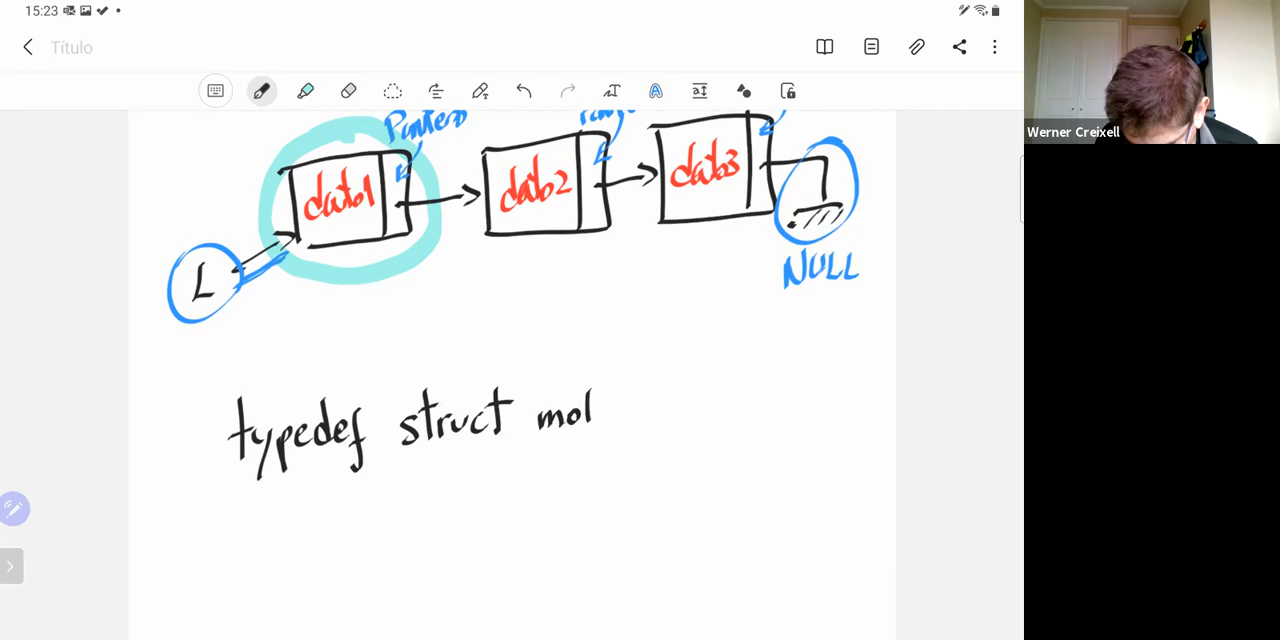 15:23
Título
Puntero
dato1
dato2
dato3
L
NULL
typedef struct mol
Werner Creixell